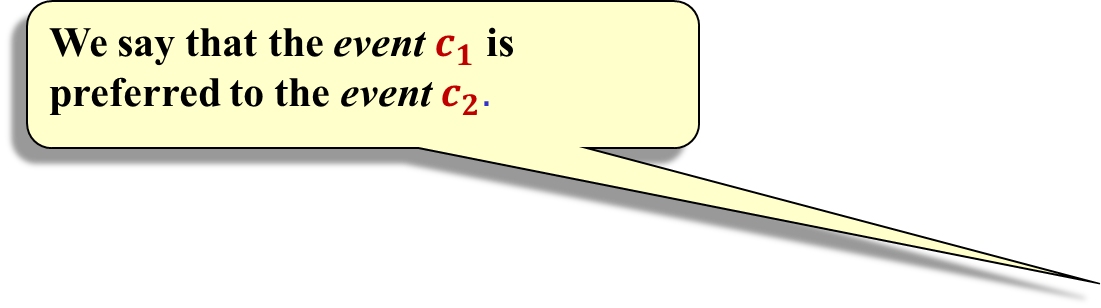 We say that the event c₁ is
preferred to the event c₂.